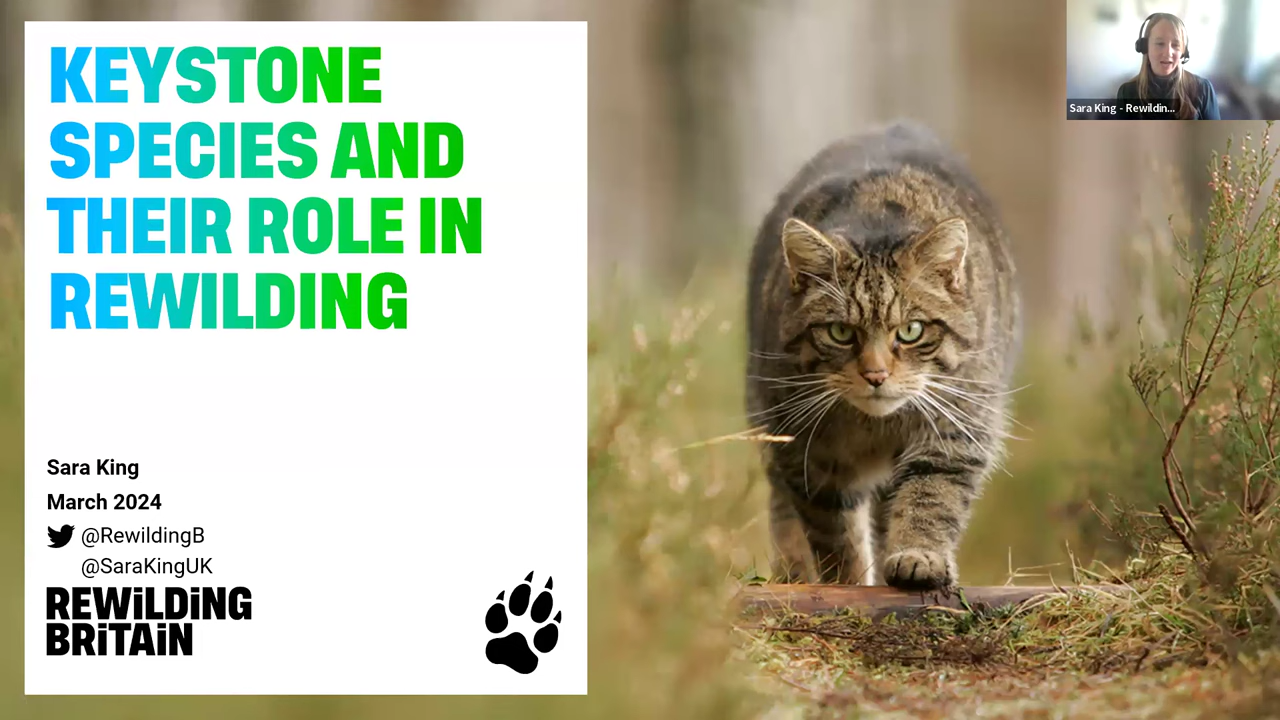 KEYSTONE
SPECIES AND
THEIR ROLE IN
REWILDING
Sara King
March 2024
@RewildingB
@SaraKingUK
REWiLDiNG
BRiTAiN
Sara King - Rewildin...